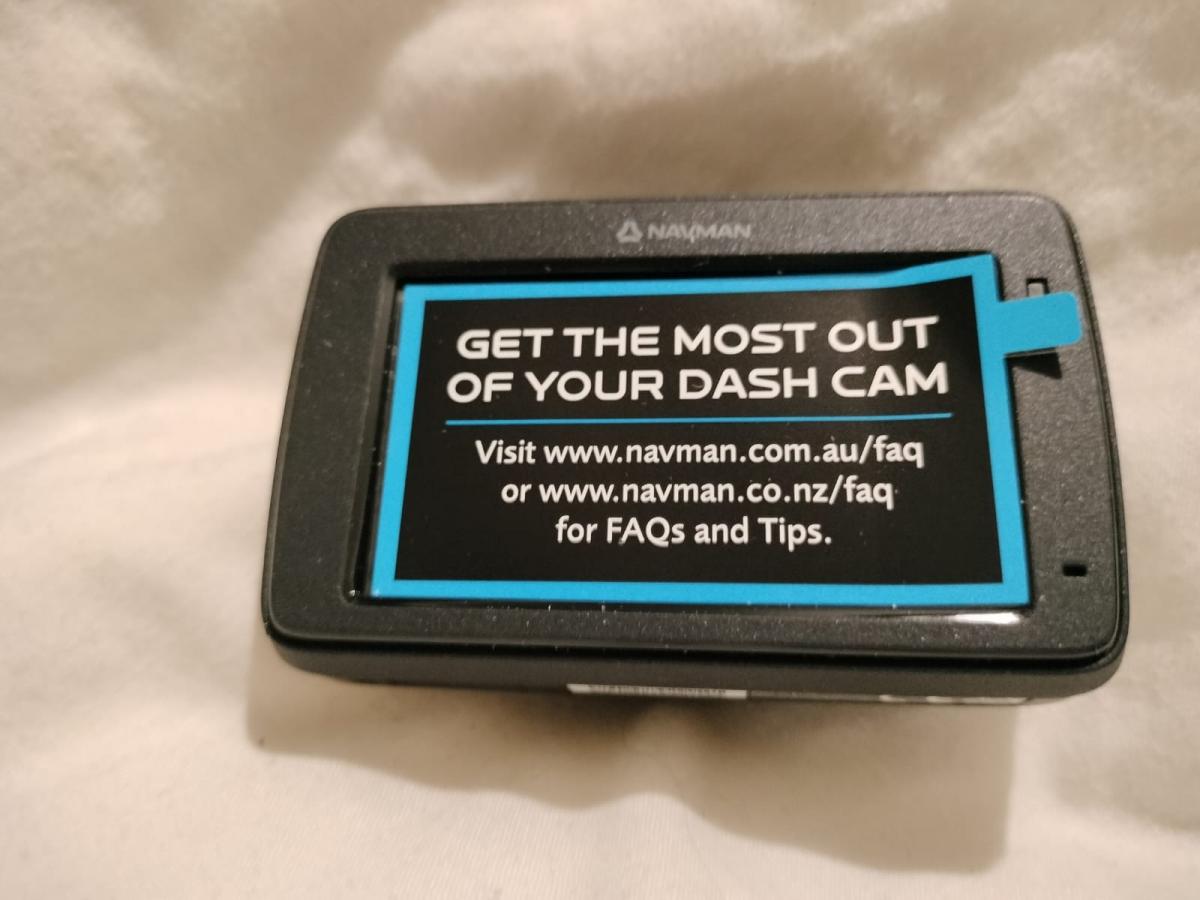 NAVMAN
GET THE MOST OUT
OF YOUR DASH CAM
Visit www.navman.com.au/faq
or www.navman.co.nz/faq
for FAQs and Tips.